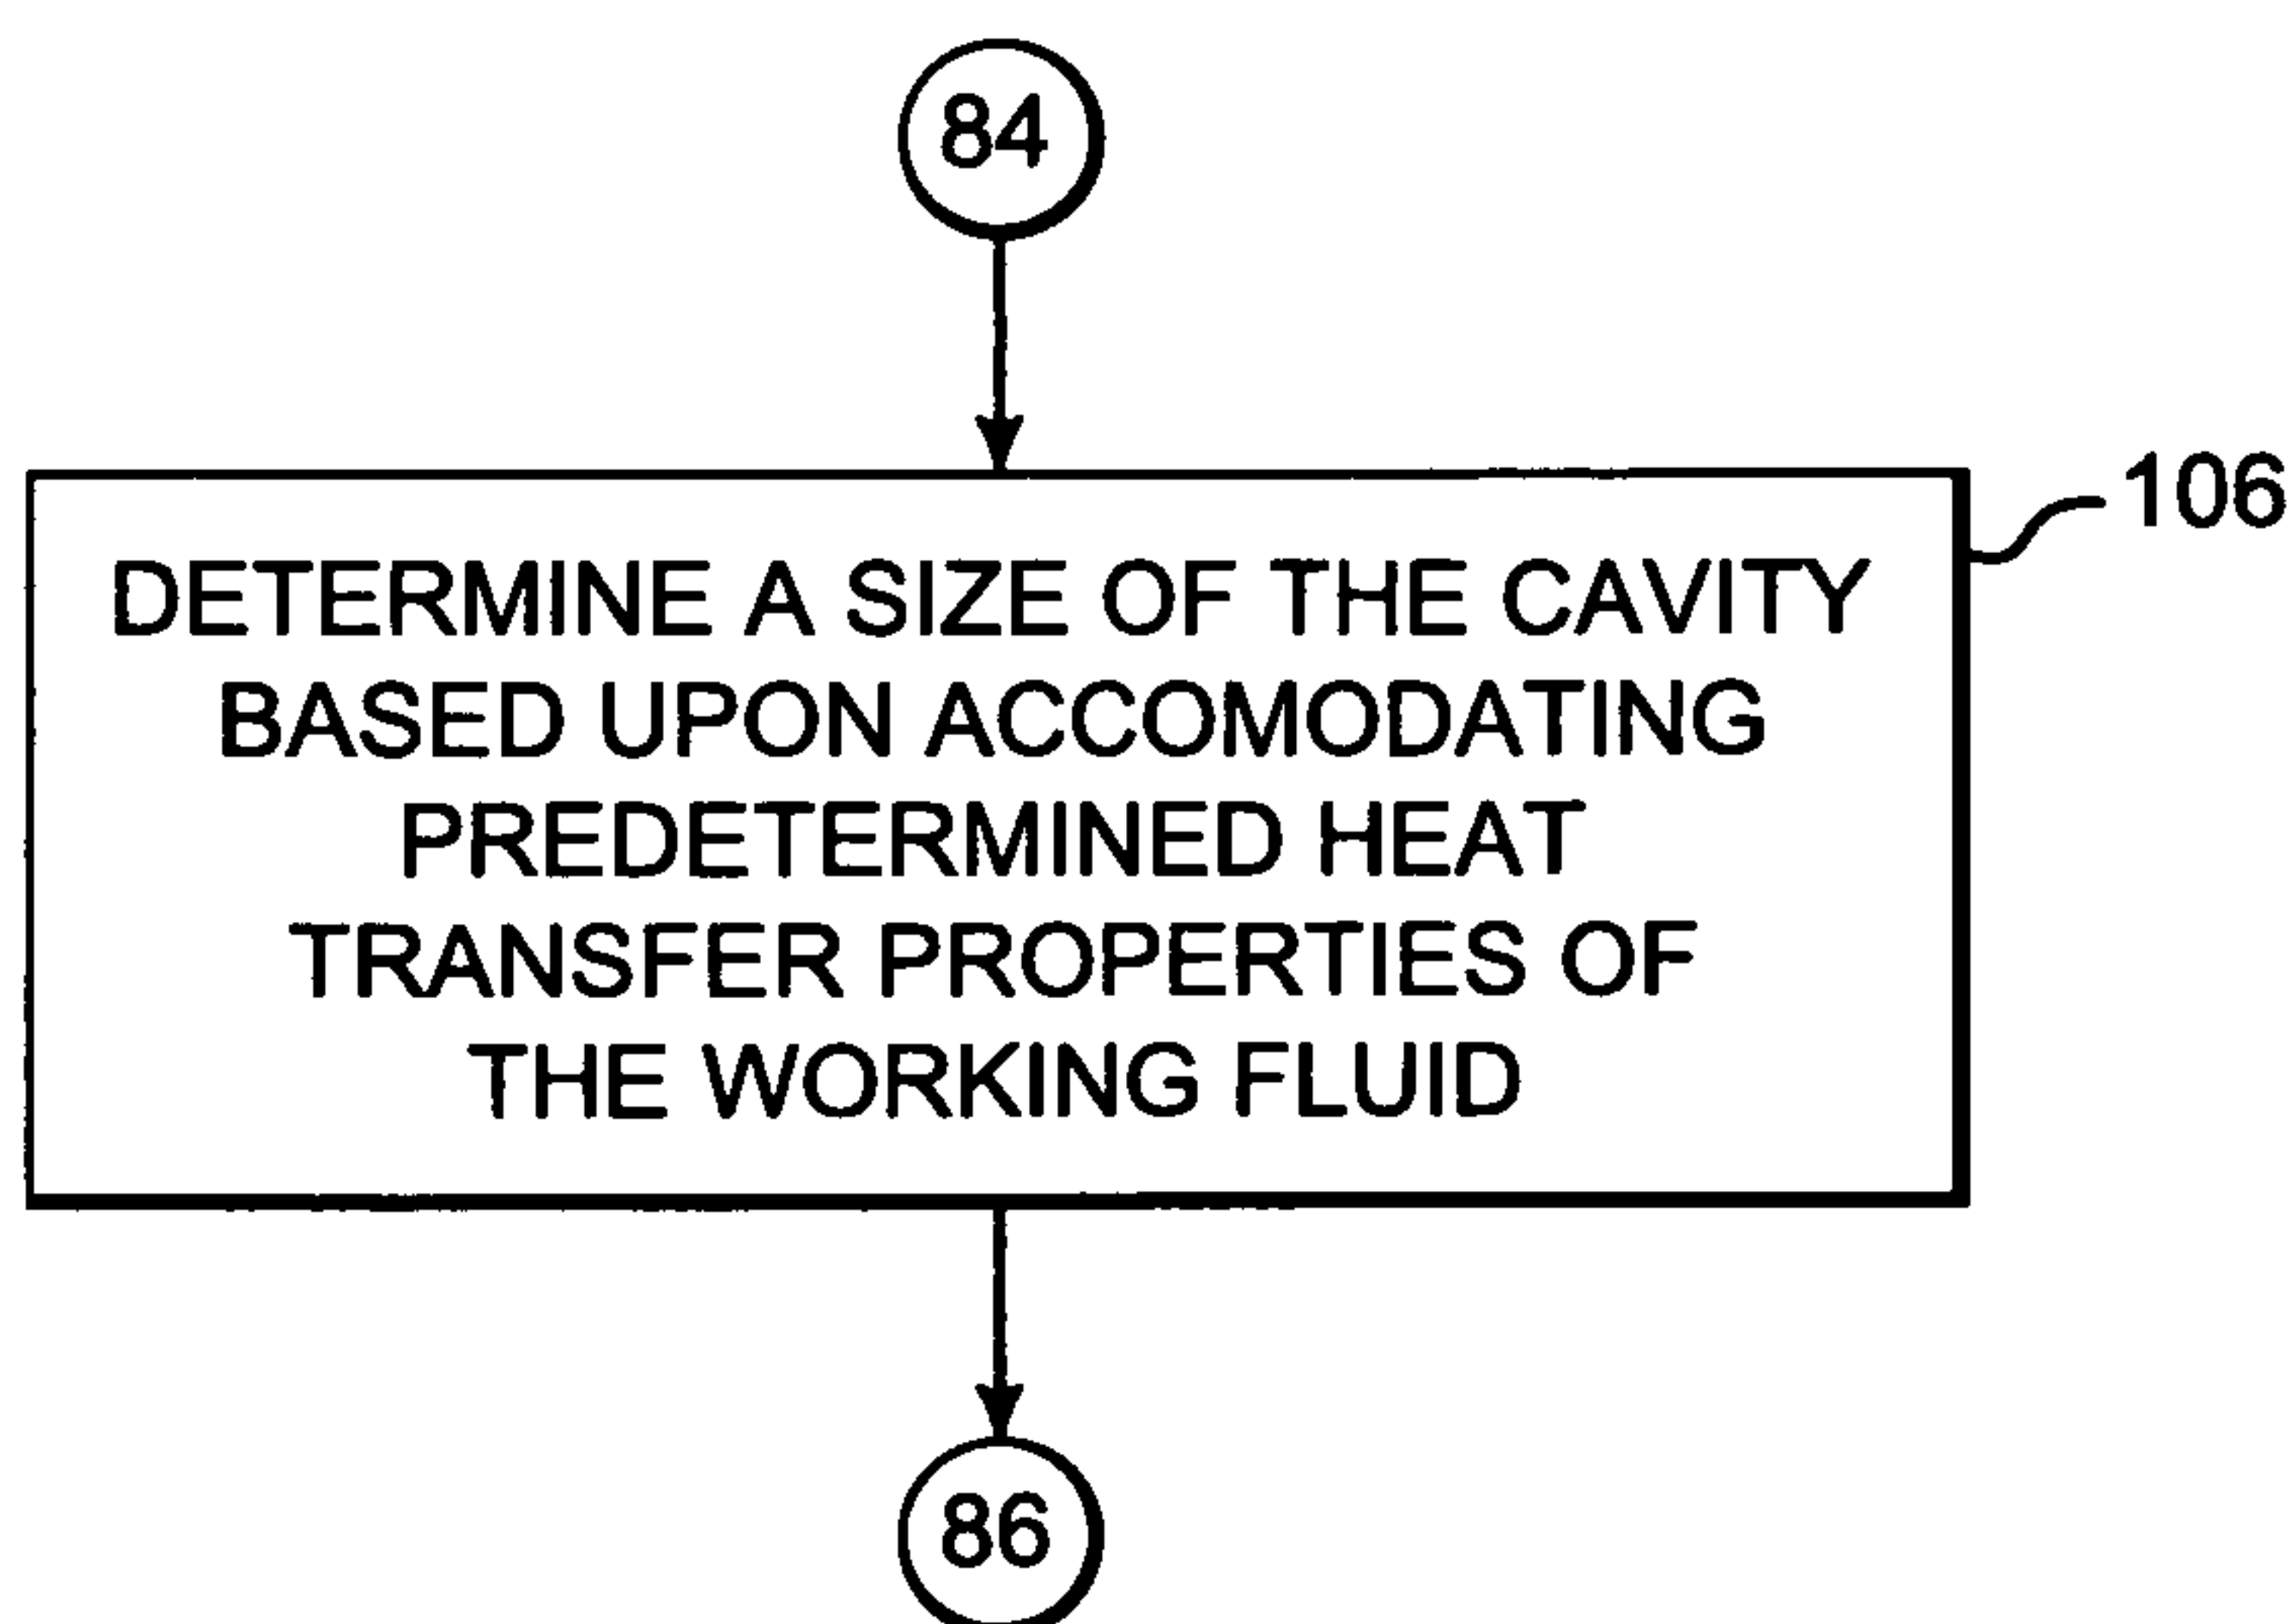 84
106
DETERMINE A SIZE OF THE CAVITY
BASED UPON ACCOMODATING
PREDETERMINED HEAT
TRANSFER PROPERTIES OF
THE WORKING FLUID
86